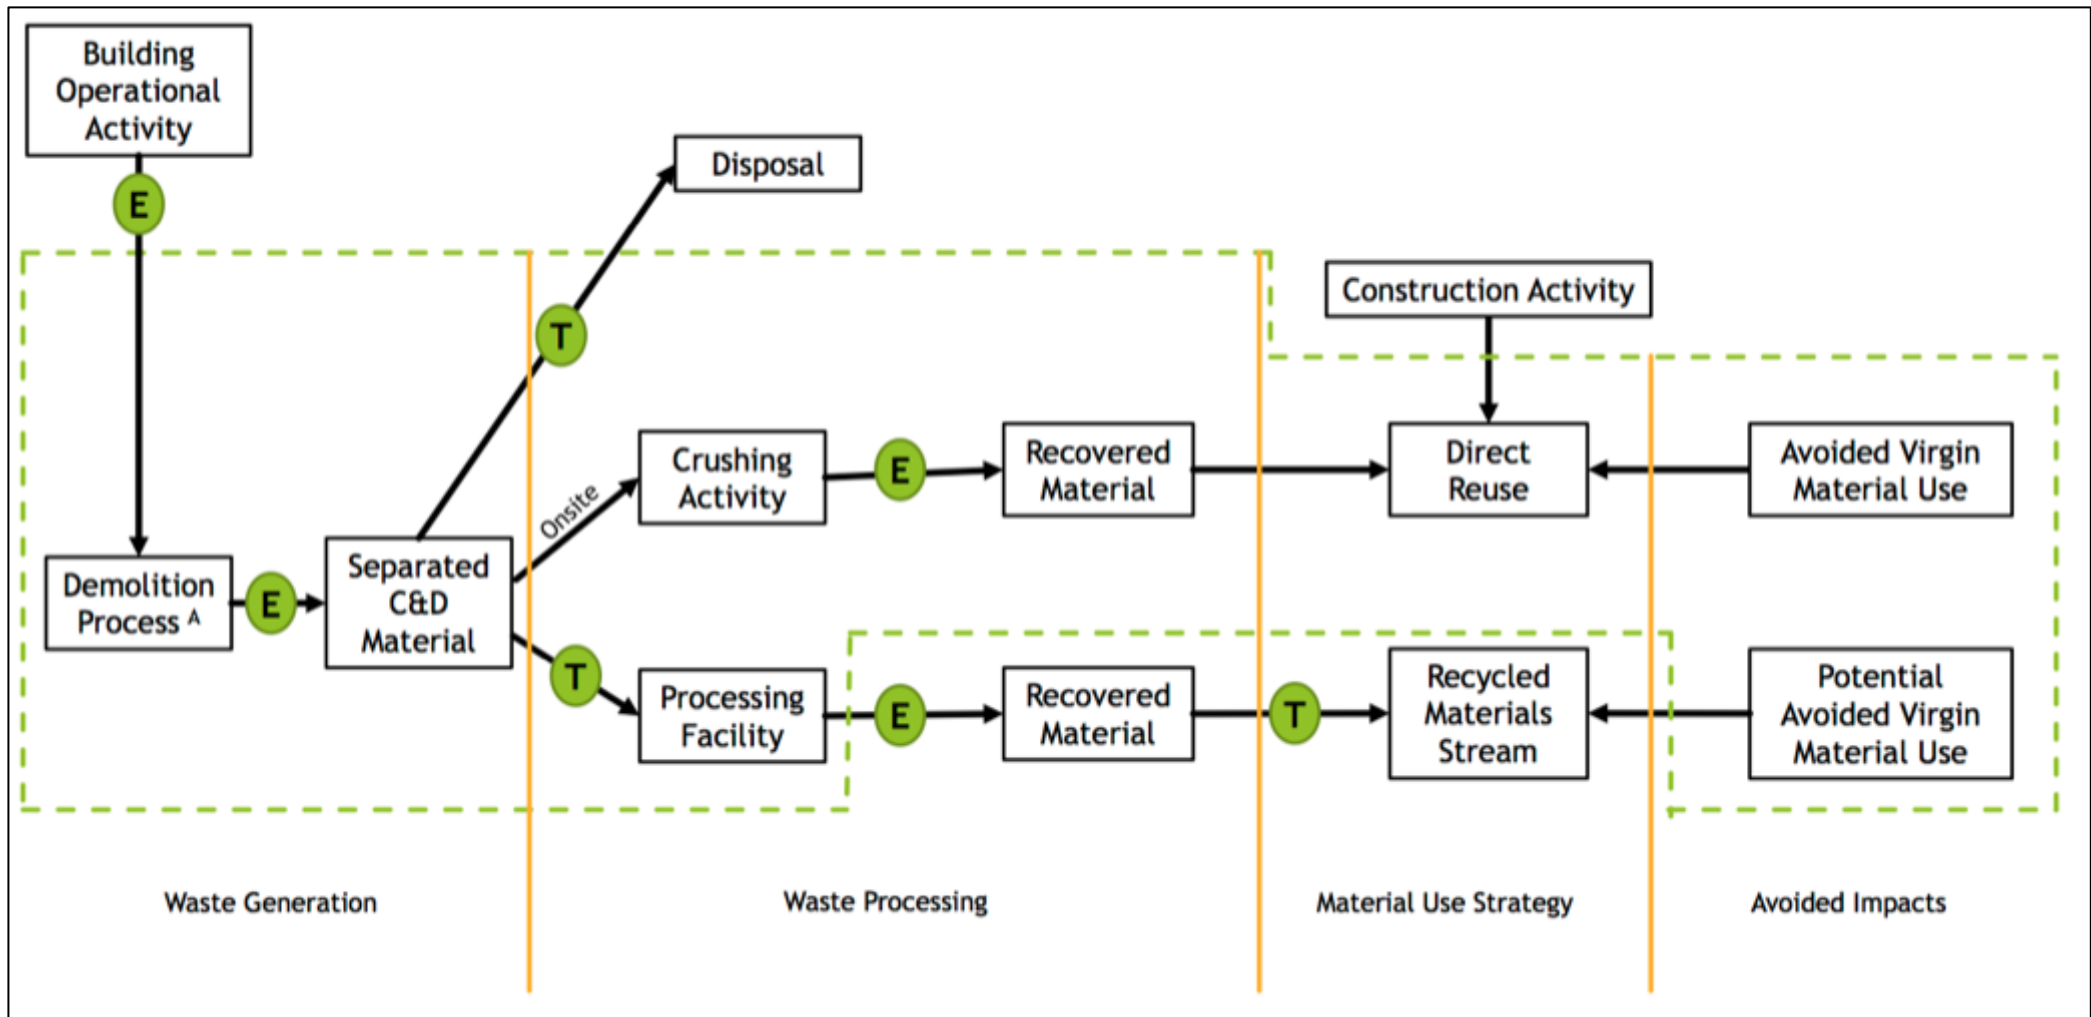 Building
Operational
Activity
E
Disposal
T
Construction Activity
Crushing
Activity
E
Recovered
Material
Direct
Reuse
Avoided Virgin
Material Use
Onsite
Demolition
Process A
E
Separated
C&D
Material
T
Processing
Facility
E
Recovered
Material
T
Recycled
Materials
Stream
Potential
Avoided Virgin
Material Use
Waste Generation
Waste Processing
Material Use Strategy
Avoided Impacts